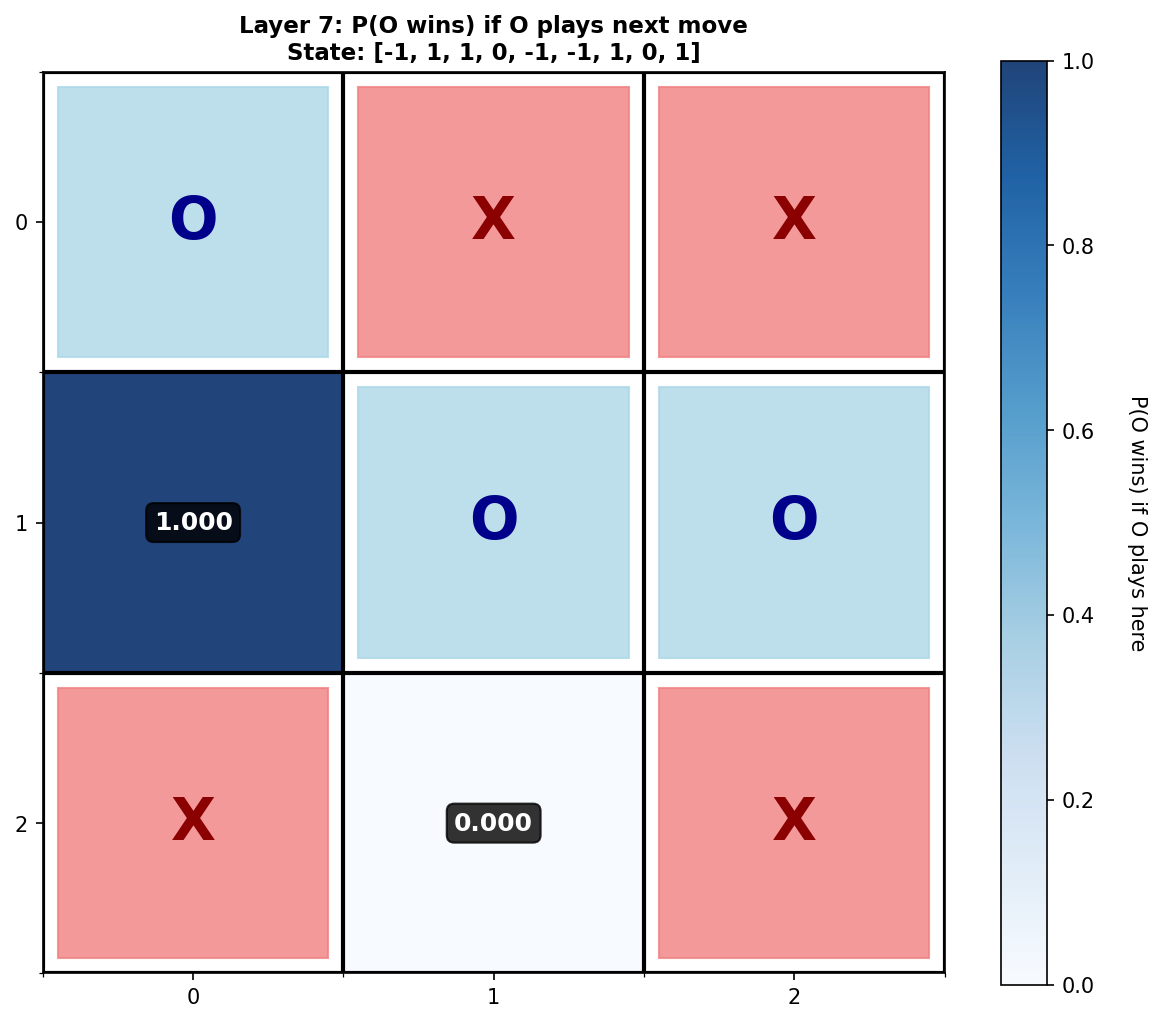 Layer 7: P(O wins) if O plays next move
State: [-1, 1, 1, 0, -1, -1, 1, 0, 1]
0
O
X
X
1
1.000
O
O
2
X
0.000
X
0
1
2
1.0
0.8
0.6
0.4
0.2
0.0
P(O wins) if O plays here